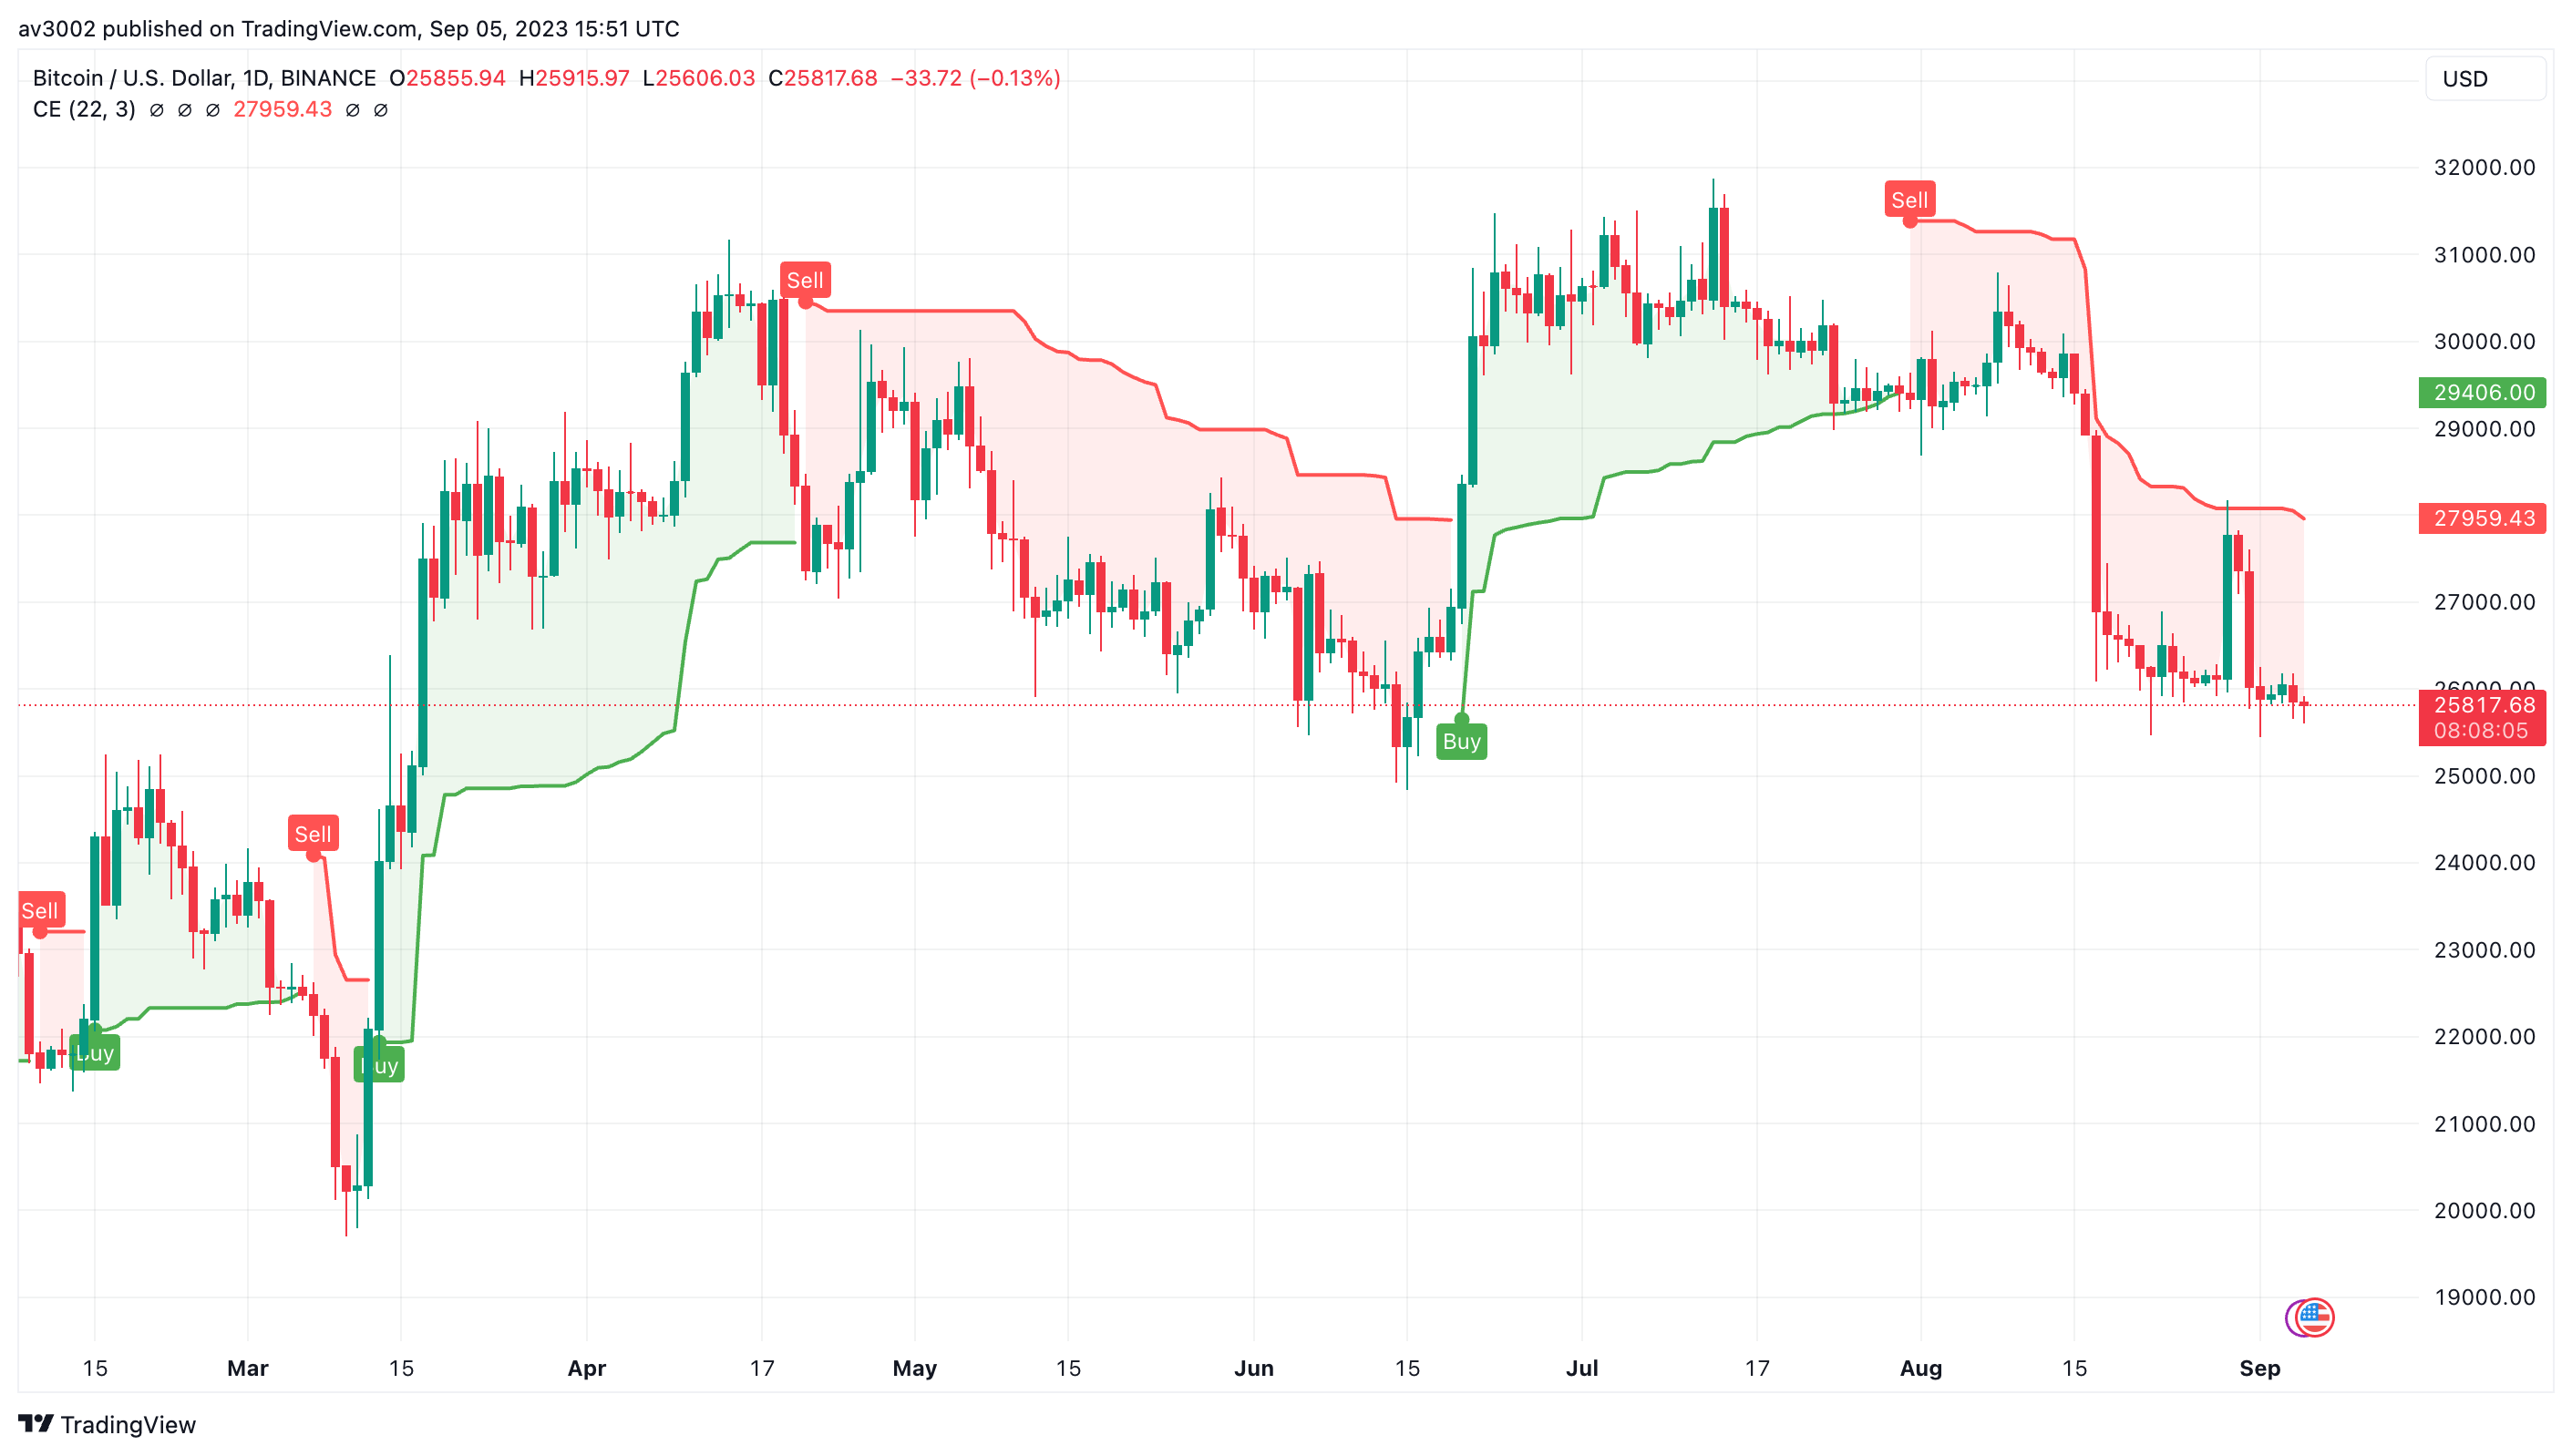 av3002 published on TradingView.com, Sep 05, 2023 15:51 UTC
Bitcoin / U.S. Dollar, 1D, BINANCE O25855.94 H25915.97 L25606.03 C25817.68 −33.72 (−0.13%)
CE (22, 3) ∅ ∅ ∅ 27959.43 ∅ ∅
USD
32000.00
Sell
31000.00
Sell
30000.00
29406.00
29000.00
27959.43
27000.00
26000.00
25817.68
08:08:05
Buy
25000.00
Sell
24000.00
Sell
23000.00
22000.00
Buy
Buy
21000.00
20000.00
19000.00
15 Mar 15 Apr 17 May 15 Jun 15 Jul 17 Aug 15 Sep
TradingView